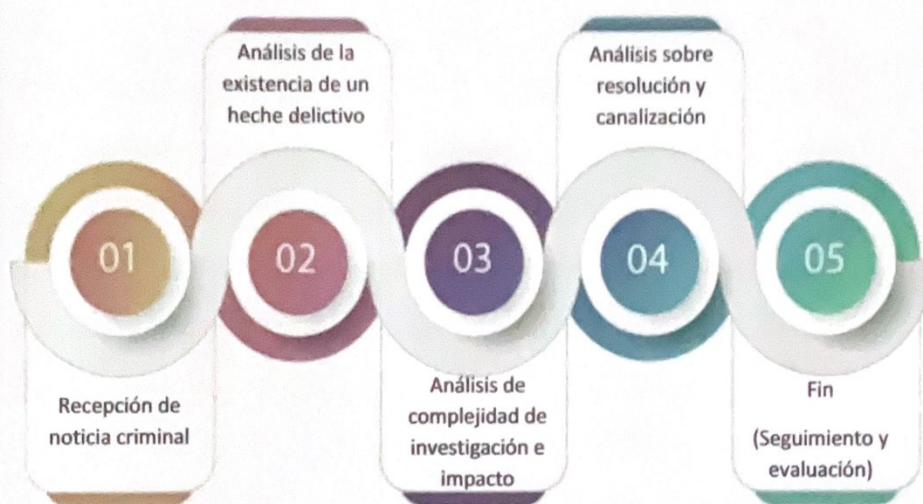 01
Recepción de
noticia criminal
02
Análisis de la
existencia de un
heche delictivo
03
Análisis de
complejidad de
investigación e
impacto
04
Análisis sobre
resolución y
canalización
05
Fin
(Seguimiento y
evaluación)